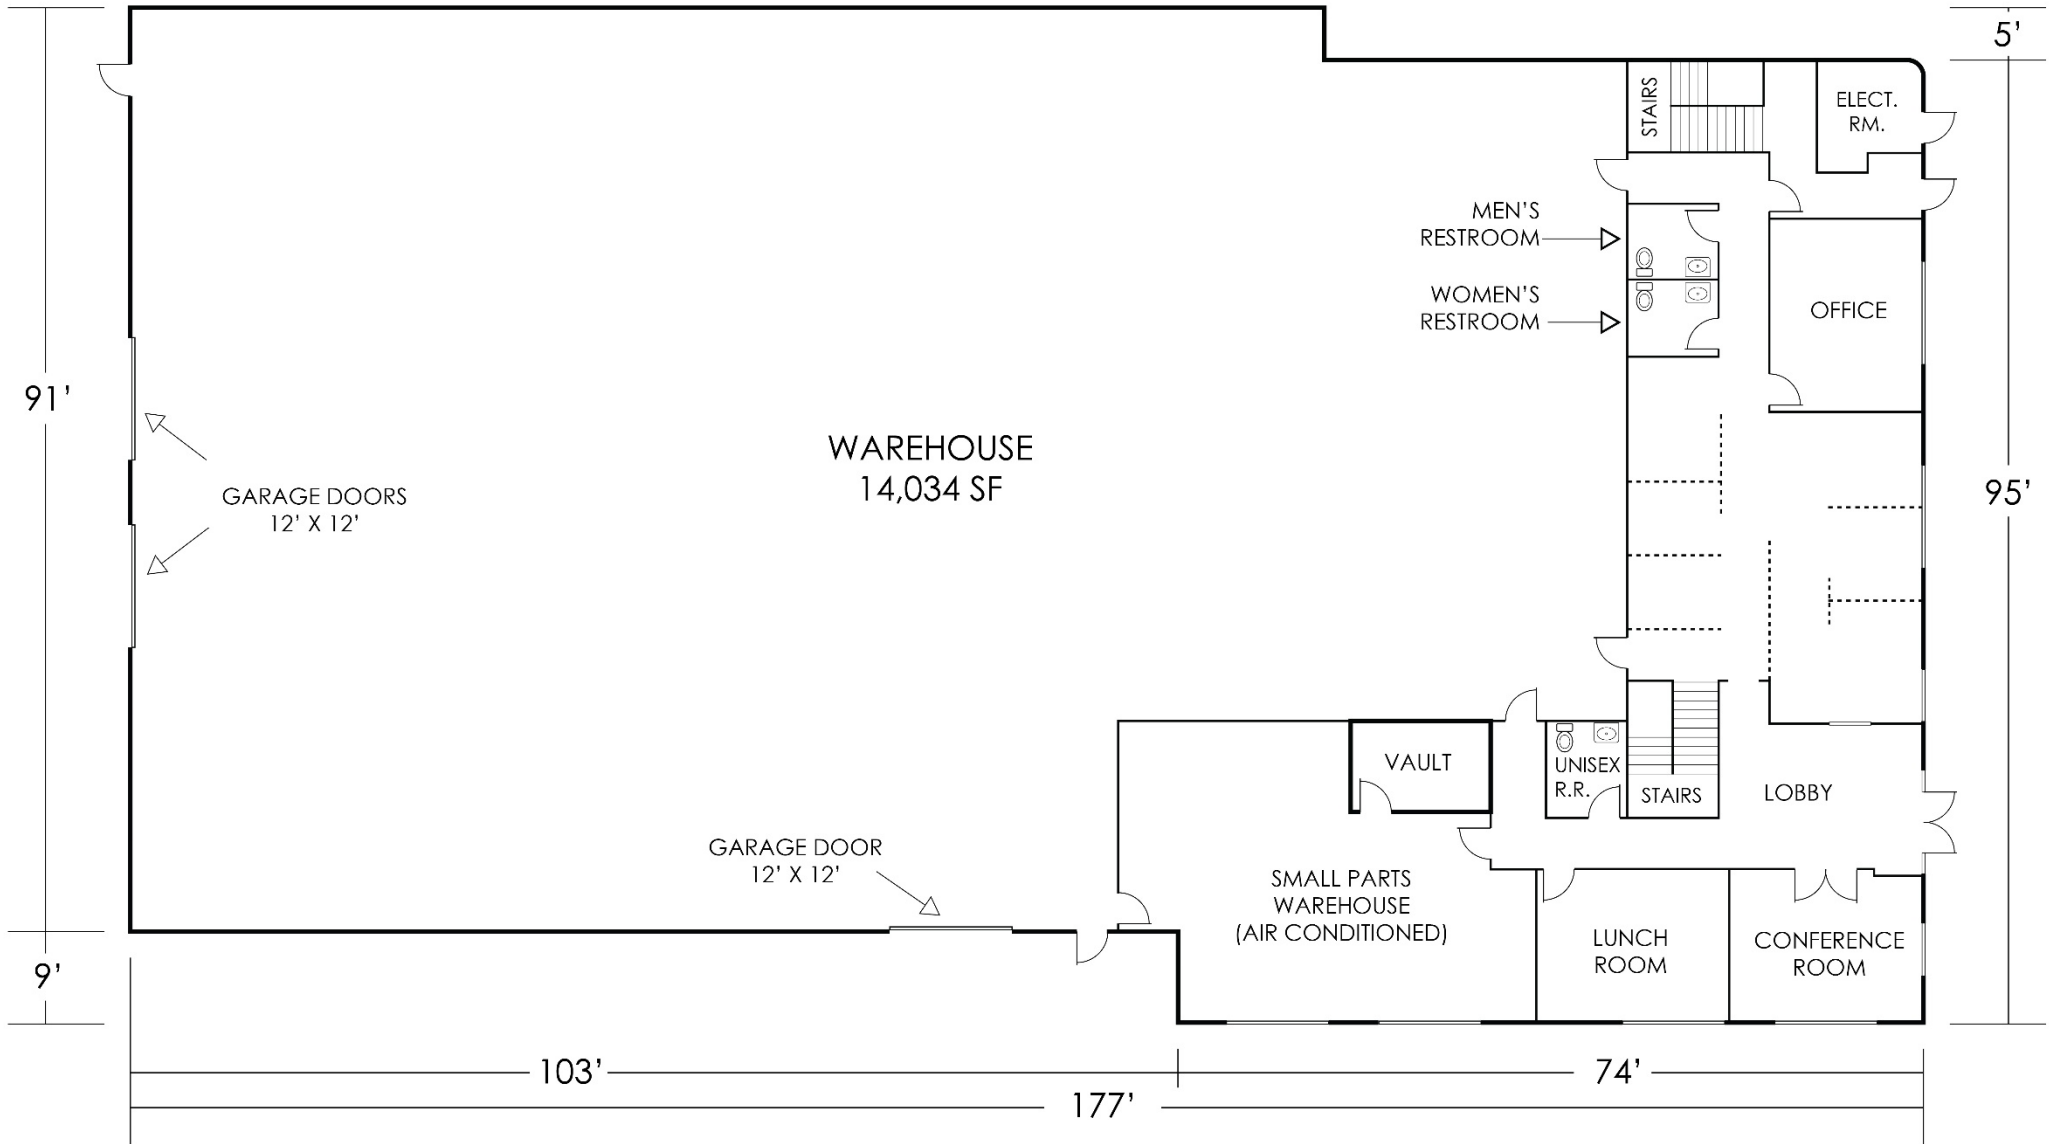 5’
STAIRS
ELECT.
RM.
MEN’S
RESTROOM
WOMEN’S
RESTROOM
OFFICE
91’
WAREHOUSE
14,034 SF
GARAGE DOORS
12’ X 12’
95’
VAULT
UNISEX
R.R.
STAIRS
LOBBY
GARAGE DOOR
12’ X 12’
SMALL PARTS
WAREHOUSE
(AIR CONDITIONED)
LUNCH
ROOM
CONFERENCE
ROOM
9’
103’
74’
177’